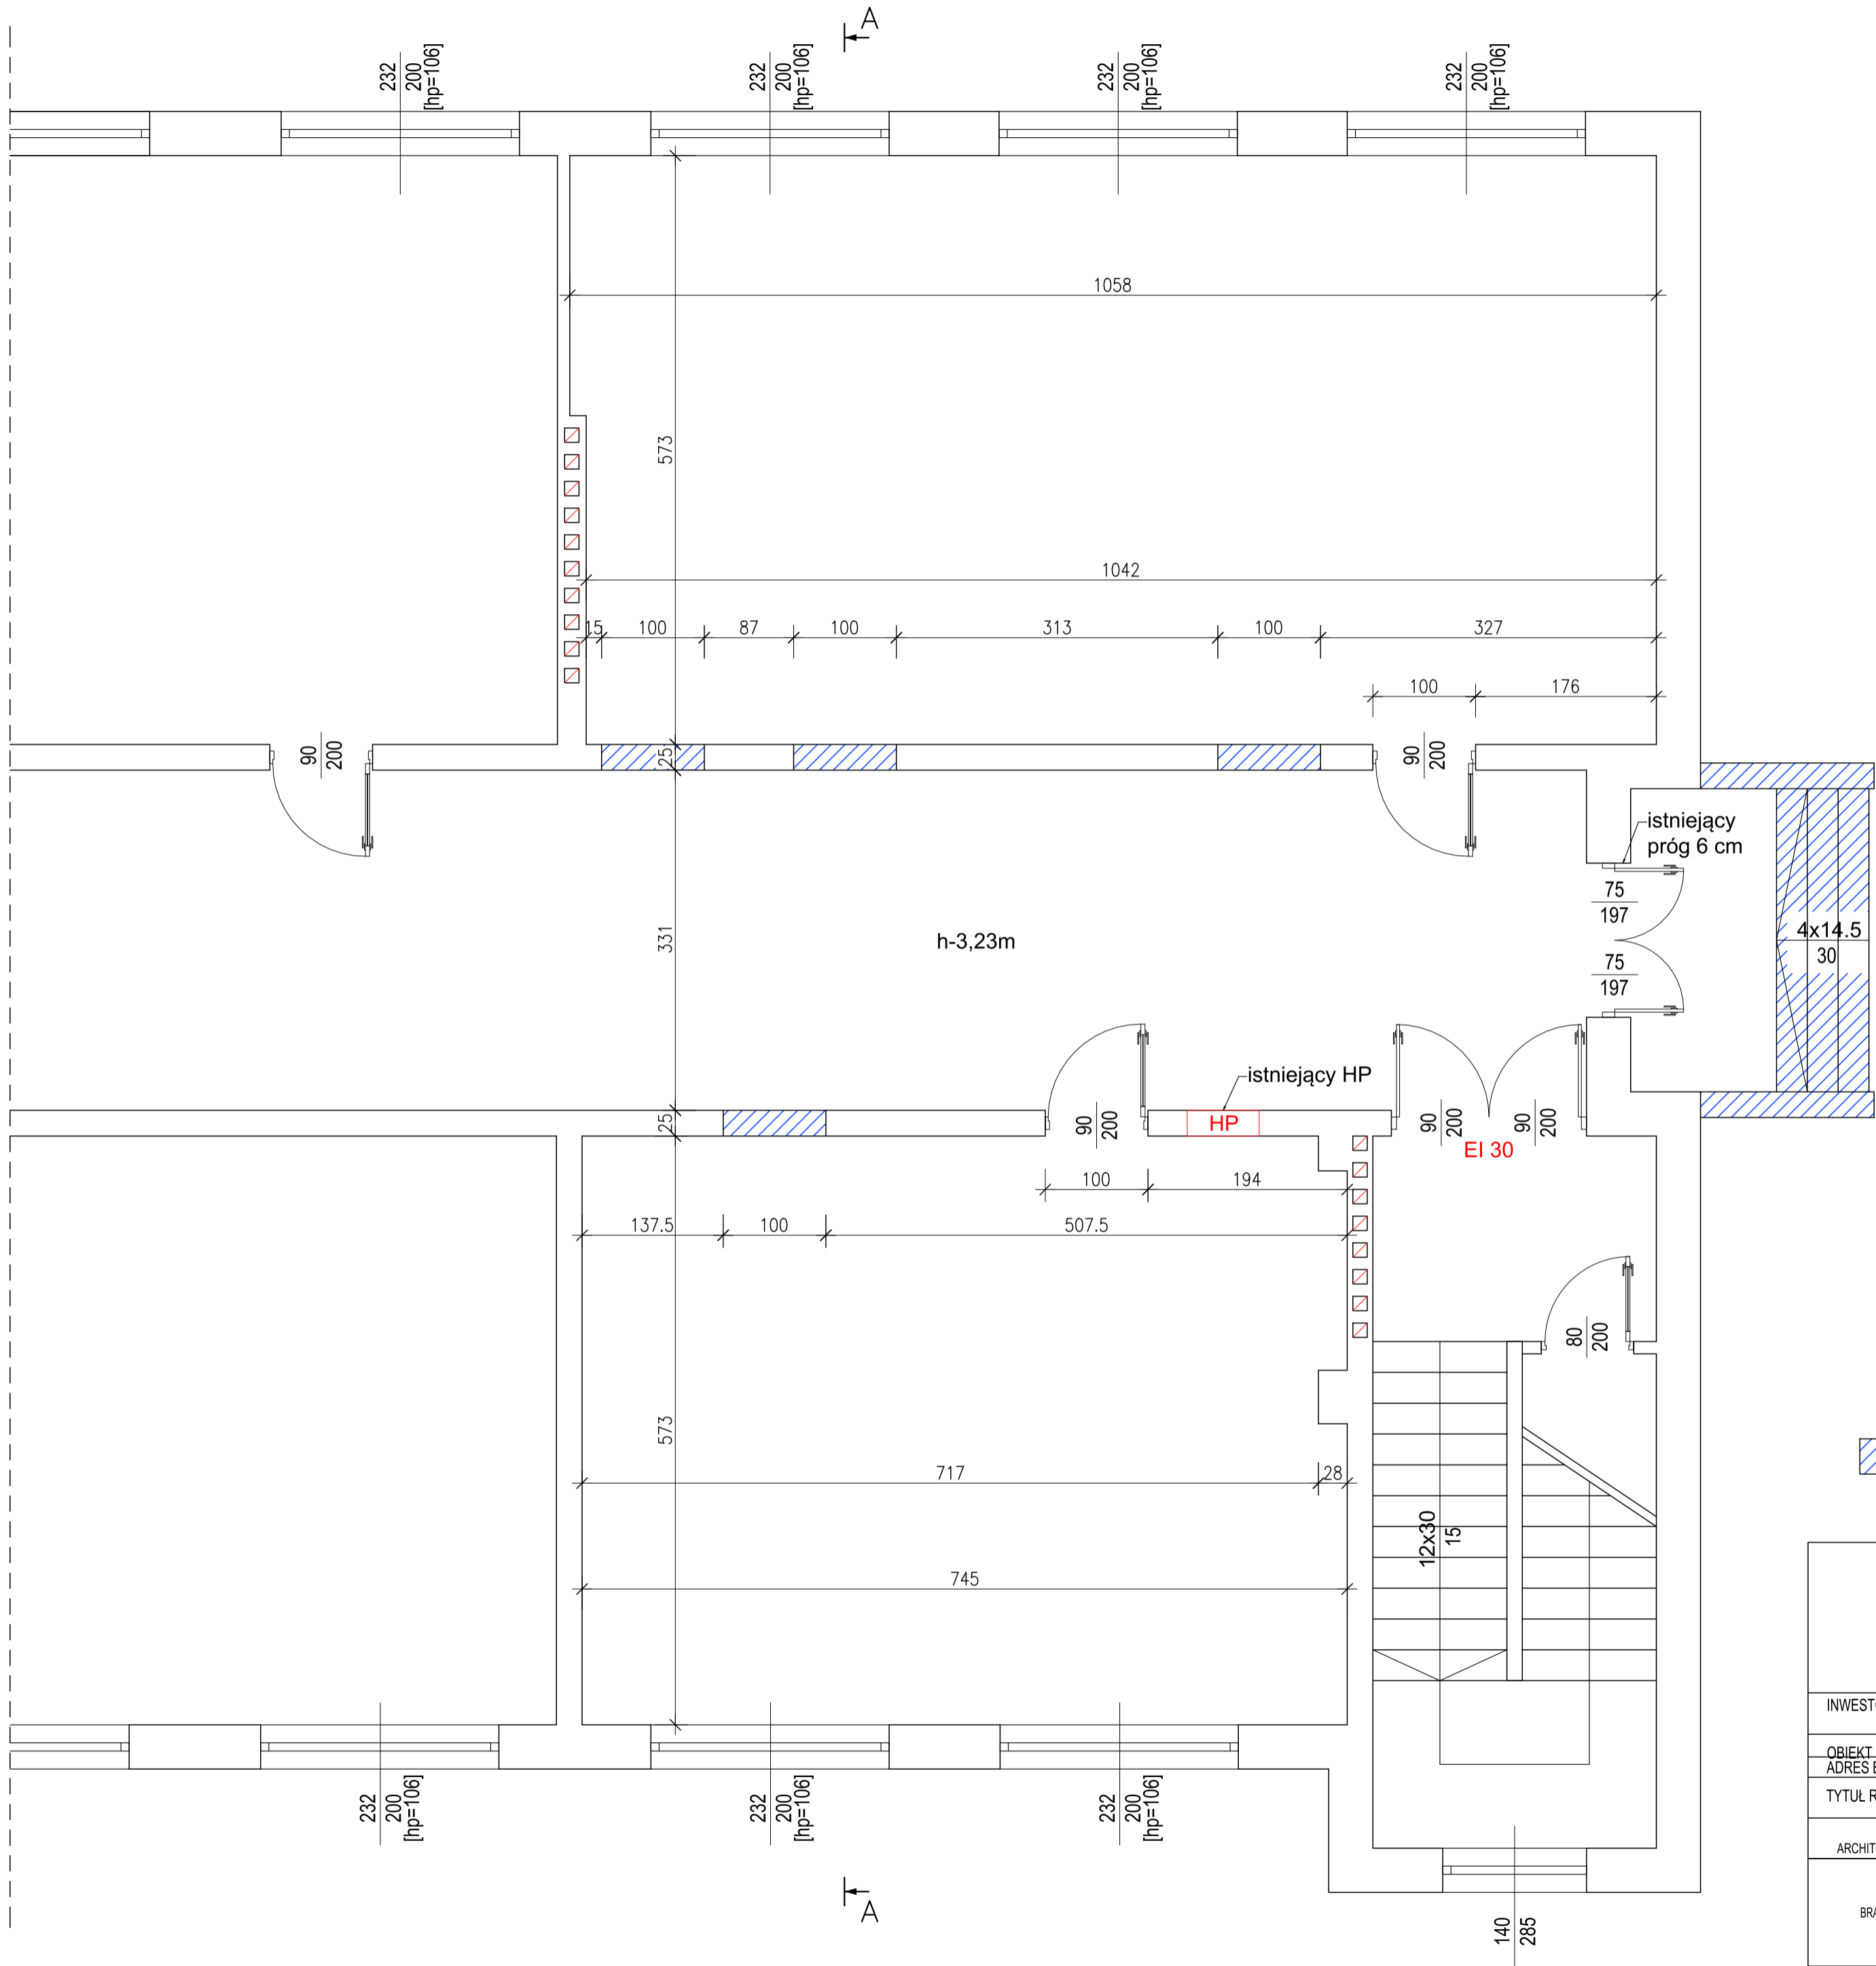 A
232
200
[hp=106]
232
200
[hp=106]
232
200
[hp=106]
232
200
[hp=106]
1058
573
1042
15
100
87
100
313
100
327
100
176
90
200
25
90
200
istniejący
próg 6 cm
75
197
331
h-3,23m
4x14.5
30
75
197
istniejący HP
25
90
200
HP
90
200
90
200
EI 30
100
194
137.5
100
507.5
80
200
573
717
28
12x30
15
745
INWEST
OBIEKT
ADRES
TYTUŁ R
ARCHIT
BRA
232
200
[hp=106]
232
200
[hp=106]
232
200
[hp=106]
A
140
285